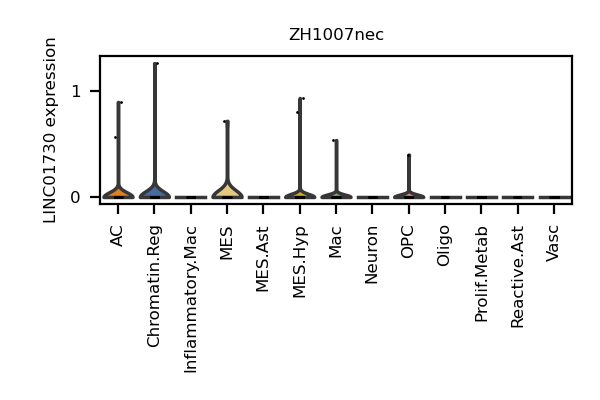 ZH1007nec
LINC01730 expression
1
0
AC
Chromatin.Reg
Inflammatory.Mac
MES
MES.Ast
MES.Hyp
Mac
Neuron
OPC
Oligo
Prolif.Metab
Reactive.Ast
Vasc